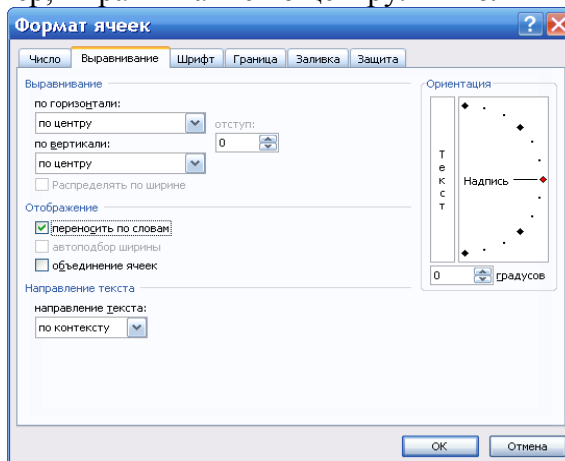 Формат ячеек
Число Выравнивание Шрифт Граница Заливка Защита
Выравнивание
по горизонтали:
по центру
отступ:
по вертикали:
0
по центру
Распределять по ширине
Отображение
переносить по словам
автоподбор ширины
объединение ячеек
Направление текста
направление текста:
по контексту
Ориентация
Текст
Надпись
0 градусов
ОК Отмена